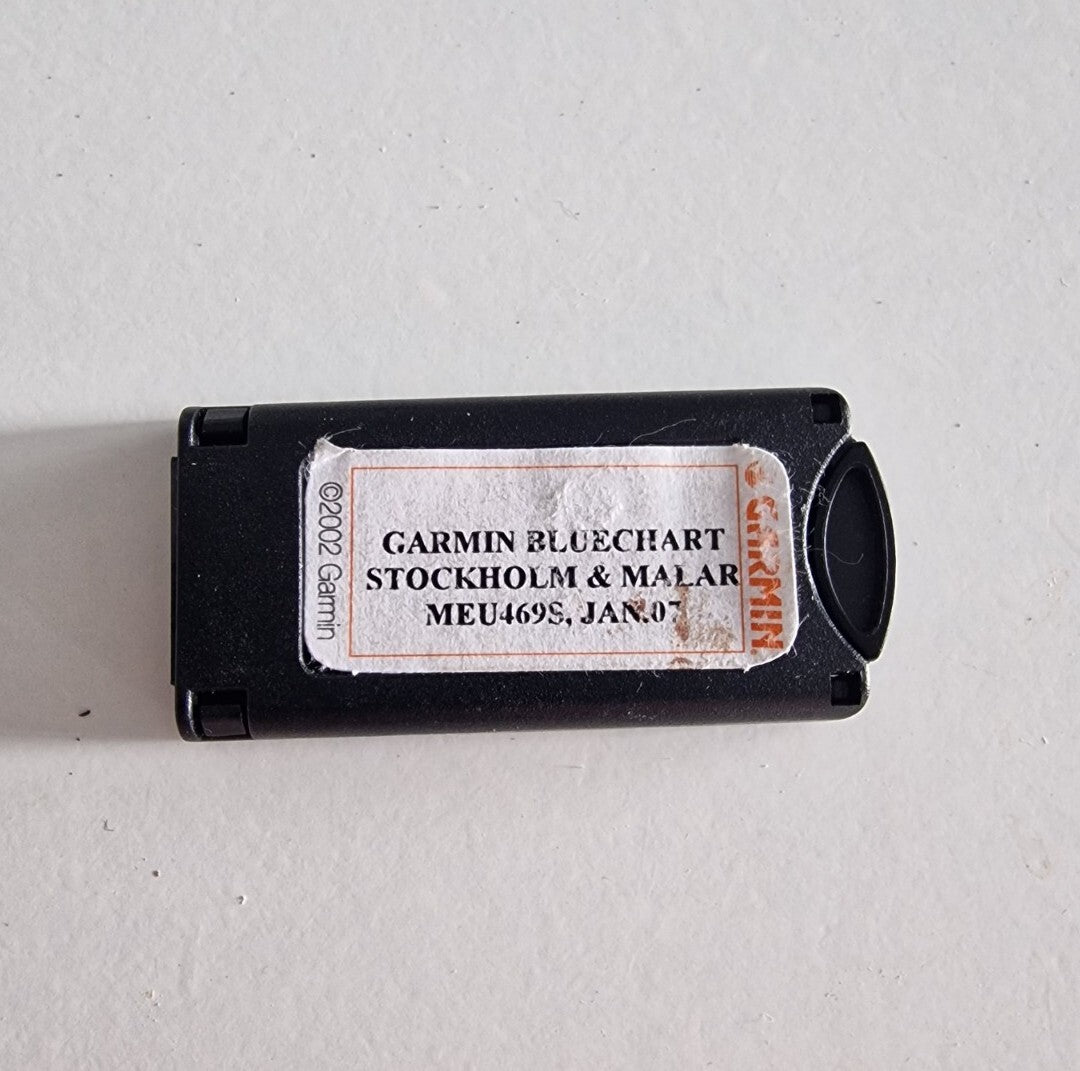 ©2002 Garmin
GARMIN BLUECHART
STOCKHOLM & MALAR
MEU469S, JAN.07
GARMIN